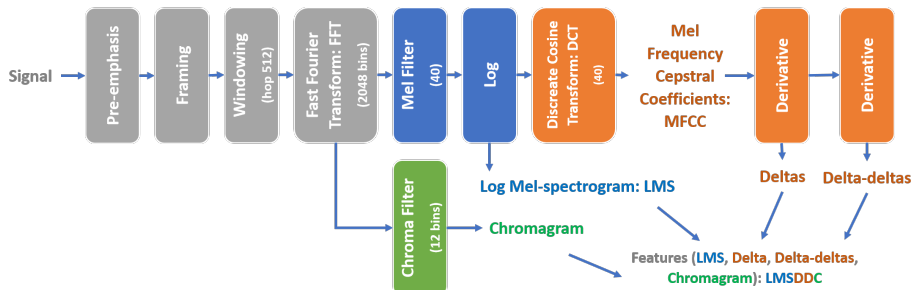 Signal
Pre-emphasis
Framing
Windowing
(hop 512)
Fast Fourier
Transform: FFT
(2048 bins)
Mel Filter
(40)
Log
Discreate Cosine
Transform: DCT
(40)
Mel
Frequency
Cepstral
Coefficients:
MFCC
Derivative
Derivative
Chroma Filter
(12 bins)
Log Mel-spectrogram: LMS
Deltas
Delta-deltas
Chromagram
Features (LMS, Delta, Delta-deltas,
Chromagram): LMSDDC